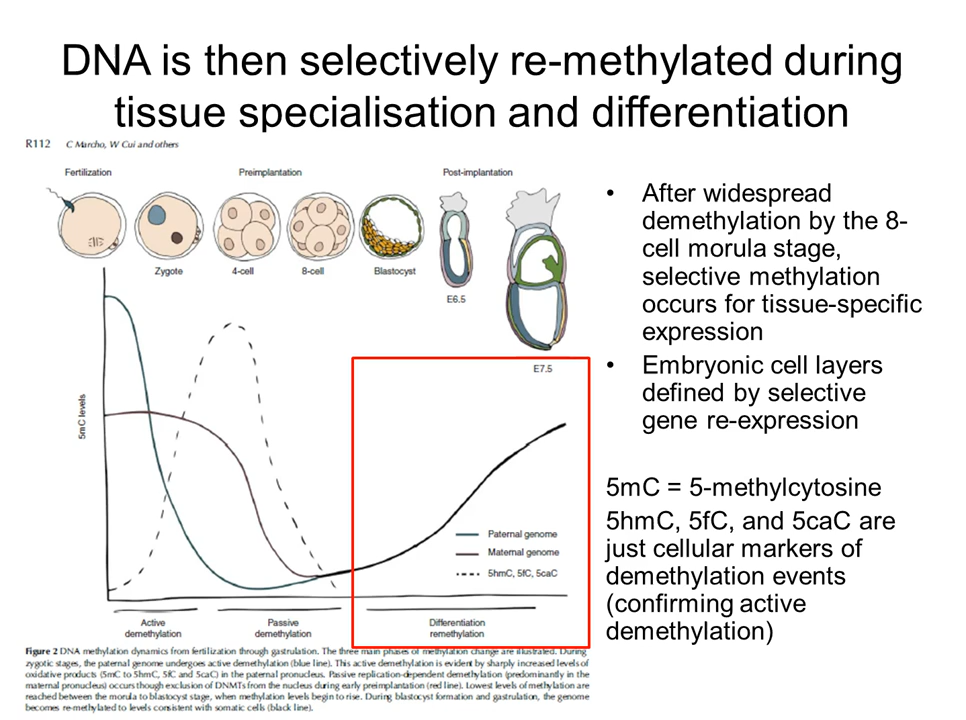 DNA is then selectively re-methylated during
tissue specialisation and differentiation
R112 C Marcho, W Cui and others
Fertilization Preimplantation Post-implantation
Zygote 4-cell 8-cell Blastocyst
E6.5
E7.5
5mC levels
Paternal genome
Maternal genome
5hmC, 5fC, 5caC
Active
demethylation
Passive
demethylation
Differentiation
remethylation
Figure 2 DNA methylation dynamics from fertilization through gastrulation. The three main phases of methylation change are illustrated. During
zygotic stages, the paternal genome undergoes active demethylation (blue line). This active demethylation is evident by sharply increased levels of
oxidative products (5mC to 5hmC, 5fC and 5caC) in the paternal pronucleus. Passive replication-dependent demethylation (predominantly in the
maternal pronucleus) occurs though exclusion of DNMTs from the nucleus during early preimplantation (red line). Lowest levels of methylation are
reached between the morula to blastocyst stage, when methylation levels begin to rise. During blastocyst formation and gastrulation, the genome
becomes re-methylated to levels consistent with somatic cells (black line).
• After widespread
demethylation by the 8-
cell morula stage,
selective methylation
occurs for tissue-specific
expression
• Embryonic cell layers
defined by selective
gene re-expression
5mC = 5-methylcytosine
5hmC, 5fC, and 5caC are
just cellular markers of
demethylation events
(confirming active
demethylation)